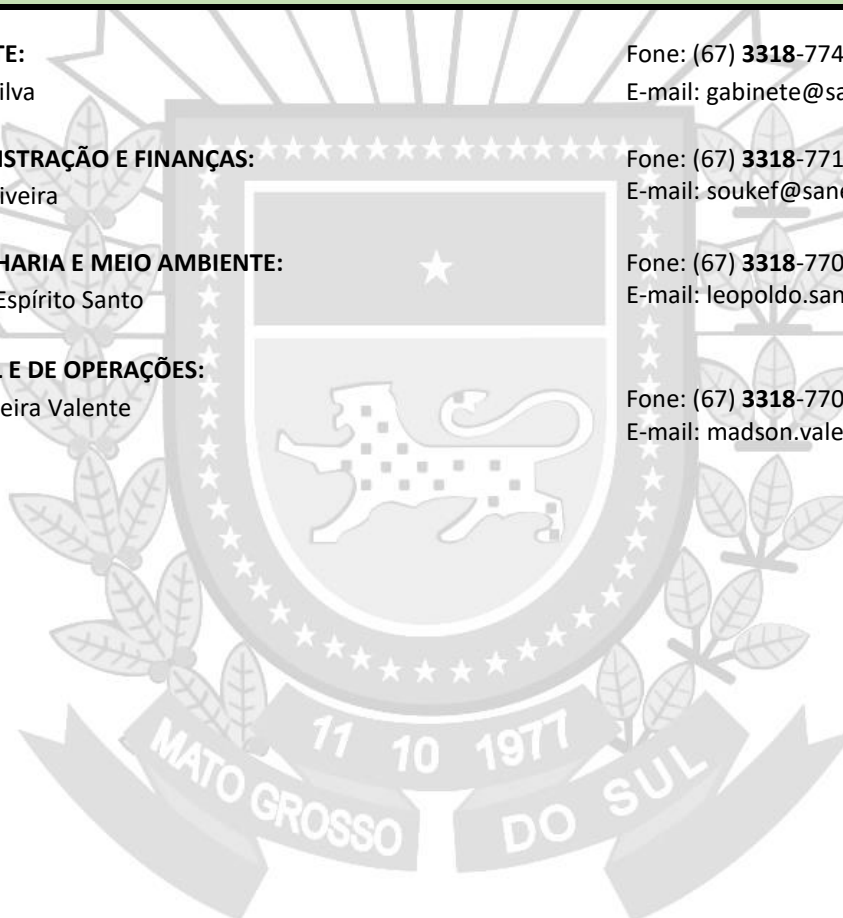 TE:
Fone: (67) 3318-774
ilva
E-mail: gabinete@sa
ISTRAÇÃO E FINANÇAS:
Fone: (67) 3318-771
iveira
E-mail: soukef@sane
HARIA E MEIO AMBIENTE:
Fone: (67) 3318-770
Espírito Santo
E-mail: leopoldo.san
L E DE OPERAÇÕES:
eira Valente
Fone: (67) 3318-770
E-mail: madson.vale
11 10 1977
MATO GROSSO DO SUL